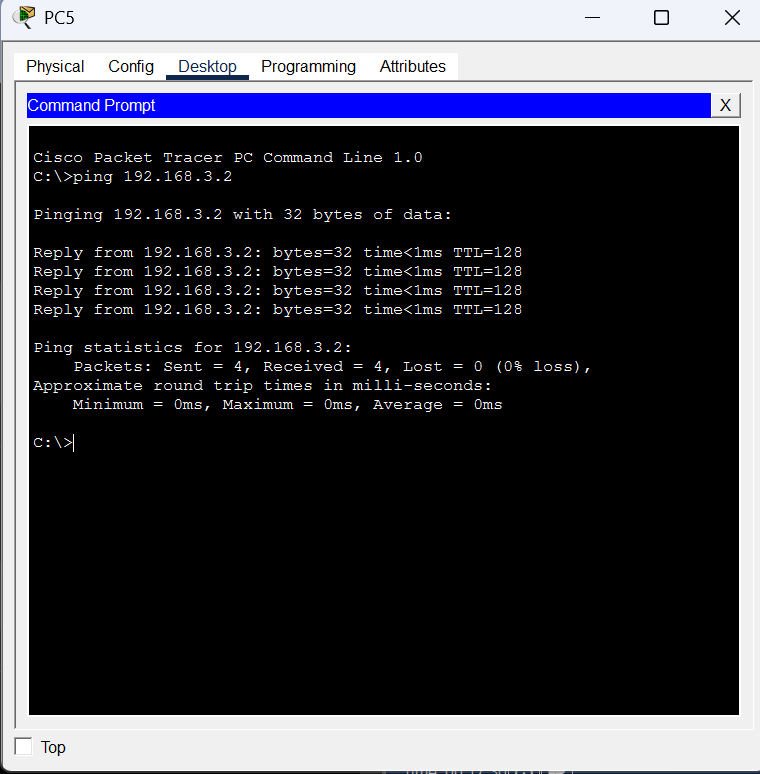 PC5
Physical Config Desktop Programming Attributes
Command Prompt
X
Cisco Packet Tracer PC Command Line 1.0
C:\>ping 192.168.3.2
Pinging 192.168.3.2 with 32 bytes of data:
Reply from 192.168.3.2: bytes=32 time<1ms TTL=128
Reply from 192.168.3.2: bytes=32 time<1ms TTL=128
Reply from 192.168.3.2: bytes=32 time<1ms TTL=128
Reply from 192.168.3.2: bytes=32 time<1ms TTL=128
Ping statistics for 192.168.3.2:
Packets: Sent = 4, Received = 4, Lost = 0 (0% loss),
Approximate round trip times in milli-seconds:
Minimum = 0ms, Maximum = 0ms, Average = 0ms
C:\>
Top